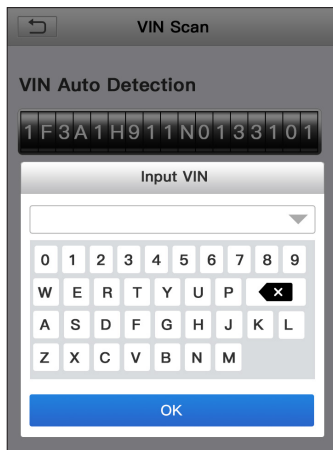 VIN Scan
VIN Auto Detection
1F3A1H911N0133101
Input VIN
0 1 2 3 4 5 6 7 8 9
W E R T Y U P
A S D F G H J K L
Z X C V B N M
OK